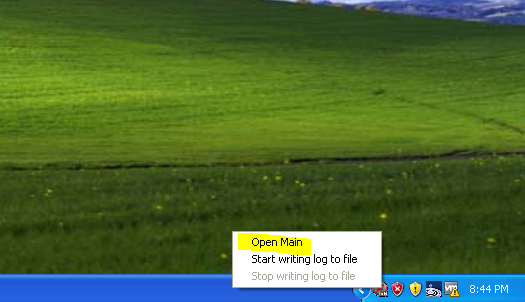 Open Main
Start writing log to file
Stop writing log to file
8:44 PM